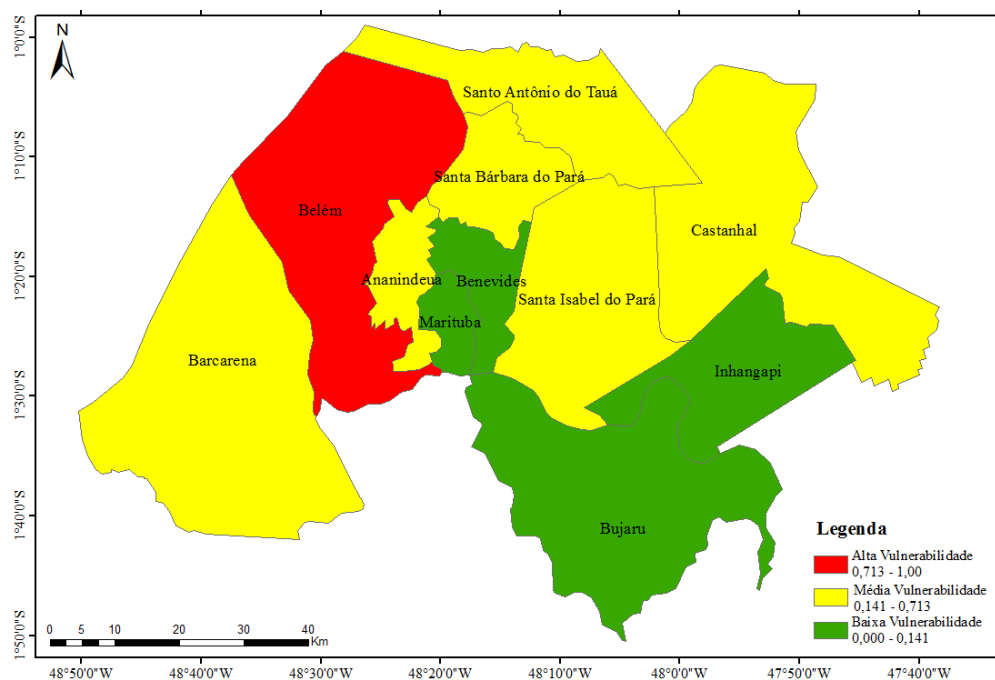 N
1°0'0"S
1°10'0"S
1°20'0"S
1°30'0"S
1°40'0"S
1°50'0"S
Santo Antônio do Tauá
Santa Bárbara do Pará
Belém
Castanhal
Ananindeua
Benevides
Santa Isabel do Pará
Marituba
Barcarena
Inhangapi
Bujaru
Legenda
Alta Vulnerabilidade
0,713 - 1,00
Média Vulnerabilidade
0,141 - 0,713
Baixa Vulnerabilidade
0,000 - 0,141
0 5 10 20 30 40
Km
48°50'0"W 48°40'0"W 48°30'0"W 48°20'0"W 48°10'0"W 48°0'0"W 47°50'0"W 47°40'0"W